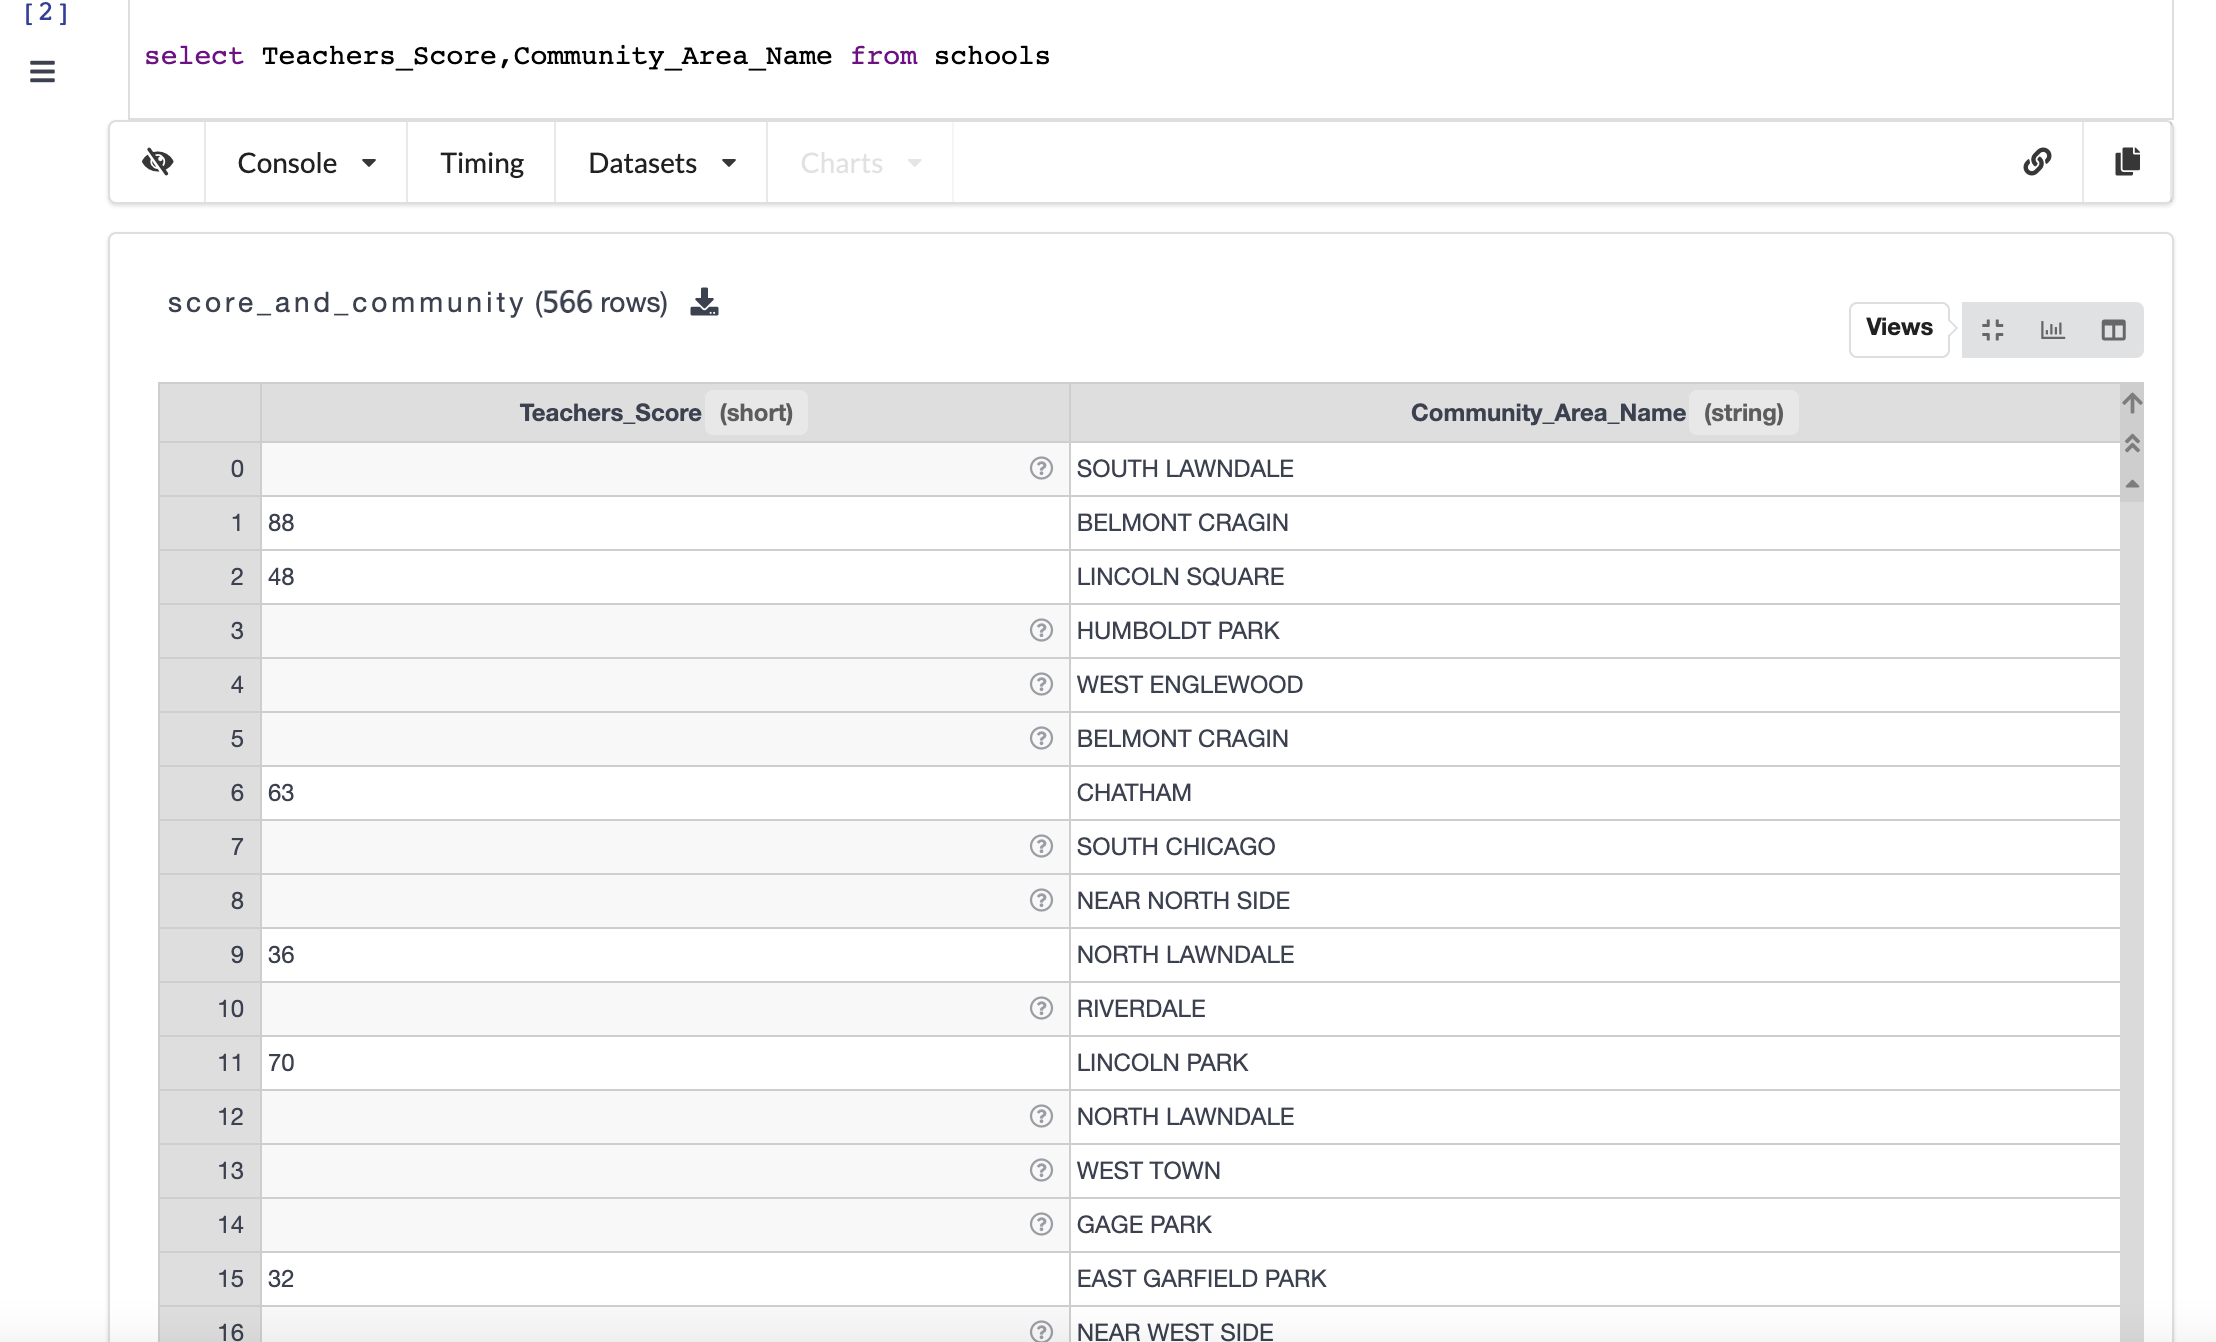 [2]
select Teachers_Score,Community_Area_Name from schools
Console Timing Datasets Charts
score_and_community (566 rows)
Views
Teachers_Score (short) Community_Area_Name (string)
0 SOUTH LAWNDALE
1 88 BELMONT CRAGIN
2 48 LINCOLN SQUARE
3 HUMBOLDT PARK
4 WEST ENGLEWOOD
5 BELMONT CRAGIN
6 63 CHATHAM
7 SOUTH CHICAGO
8 NEAR NORTH SIDE
9 36 NORTH LAWNDALE
10 RIVERDALE
11 70 LINCOLN PARK
12 NORTH LAWNDALE
13 WEST TOWN
14 GAGE PARK
15 32 EAST GARFIELD PARK
16 NEAR WEST SIDE